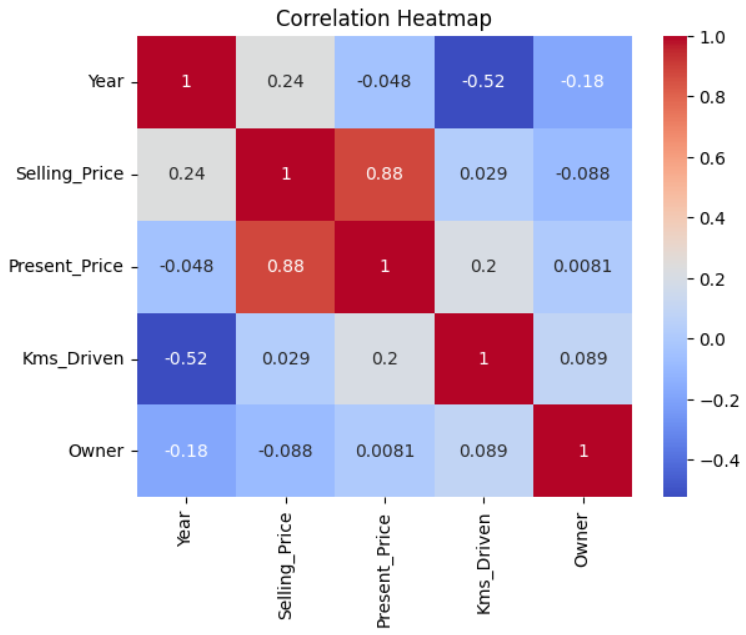 Correlation Heatmap
Year 1 0.24 -0.048 -0.52 -0.18
Selling_Price 0.24 1 0.88 0.029 -0.088
Present_Price -0.048 0.88 1 0.2 0.0081
Kms_Driven -0.52 0.029 0.2 1 0.089
Owner -0.18 -0.088 0.0081 0.089 1
Year
Selling_Price
Present_Price
Kms_Driven
Owner
1.0
0.8
0.6
0.4
0.2
0.0
−0.2
−0.4